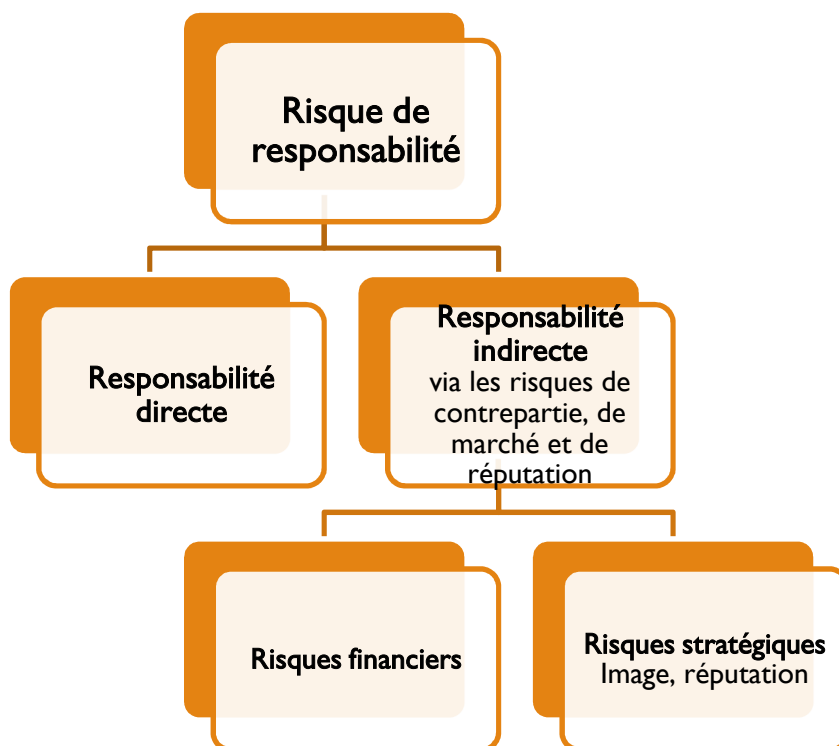 Risque de
responsabilité
Responsabilité
directe
Responsabilité
indirecte
via les risques de
contrepartie, de
marché et de
réputation
Risques financiers
Risques stratégiques
Image, réputation